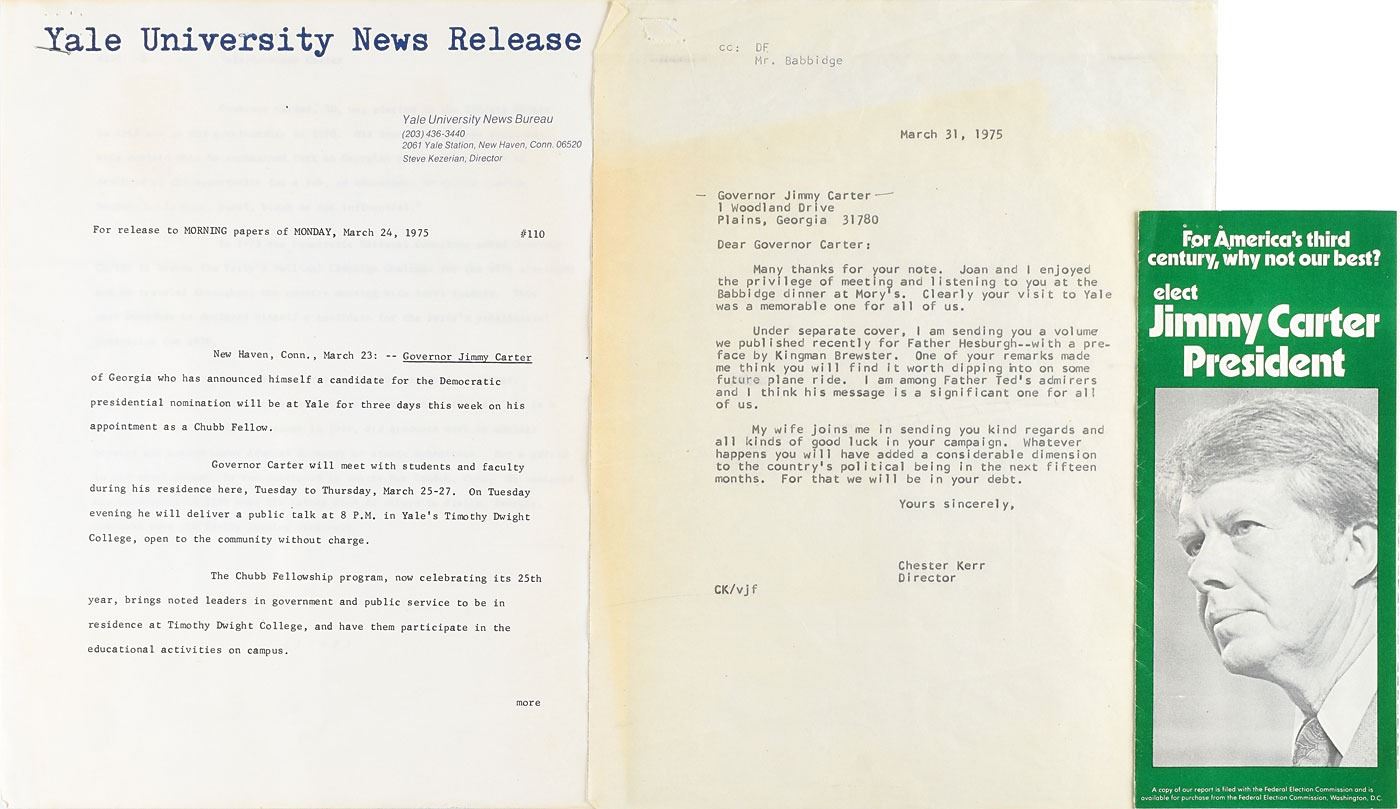 Yale University News Release
Yale University News Bureau
(203) 436-3440
2061 Yale Station, New Haven, Conn. 06520
Steve Kezerian, Director
For release to MORNING papers of MONDAY, March 24, 1975 #110
New Haven, Conn., March 23: -- Governor Jimmy Carter
of Georgia who has announced himself a candidate for the Democratic
presidential nomination will be at Yale for three days this week on his
appointment as a Chubb Fellow.
Governor Carter will meet with students and faculty
during his residence here, Tuesday to Thursday, March 25-27. On Tuesday
evening he will deliver a public talk at 8 P.M. in Yale's Timothy Dwight
College, open to the community without charge.
The Chubb Fellowship program, now celebrating its 25th
year, brings noted leaders in government and public service to be in
residence at Timothy Dwight College, and have them participate in the
educational activities on campus.
more
cc: DF
Mr. Babbidge
March 31, 1975
Governor Jimmy Carter
1 Woodland Drive
Plains, Georgia 31780
Dear Governor Carter:
Many thanks for your note. Joan and I enjoyed
the privilege of meeting and listening to you at the
Babbidge dinner at Mory's. Clearly your visit to Yale
was a memorable one for all of us.
Under separate cover, I am sending you a volume
we published recently for Father Hesburgh--with a pre-
face by Kingman Brewster. One of your remarks made
me think you will find it worth dipping into on some
future plane ride. I am among Father Ted's admirers
and I think his message is a significant one for all
of us.
My wife joins me in sending you kind regards and
all kinds of good luck in your campaign. Whatever
happens you will have added a considerable dimension
to the country's political being in the next fifteen
months. For that we will be in your debt.
Yours sincerely,
Chester Kerr
Director
CK/vjf
For America's third
century, why not our best?
elect
Jimmy Carter
President
A copy of our report is filed with the Federal Election Commission and is
available for purchase from the Federal Election Commission, Washington, D.C.